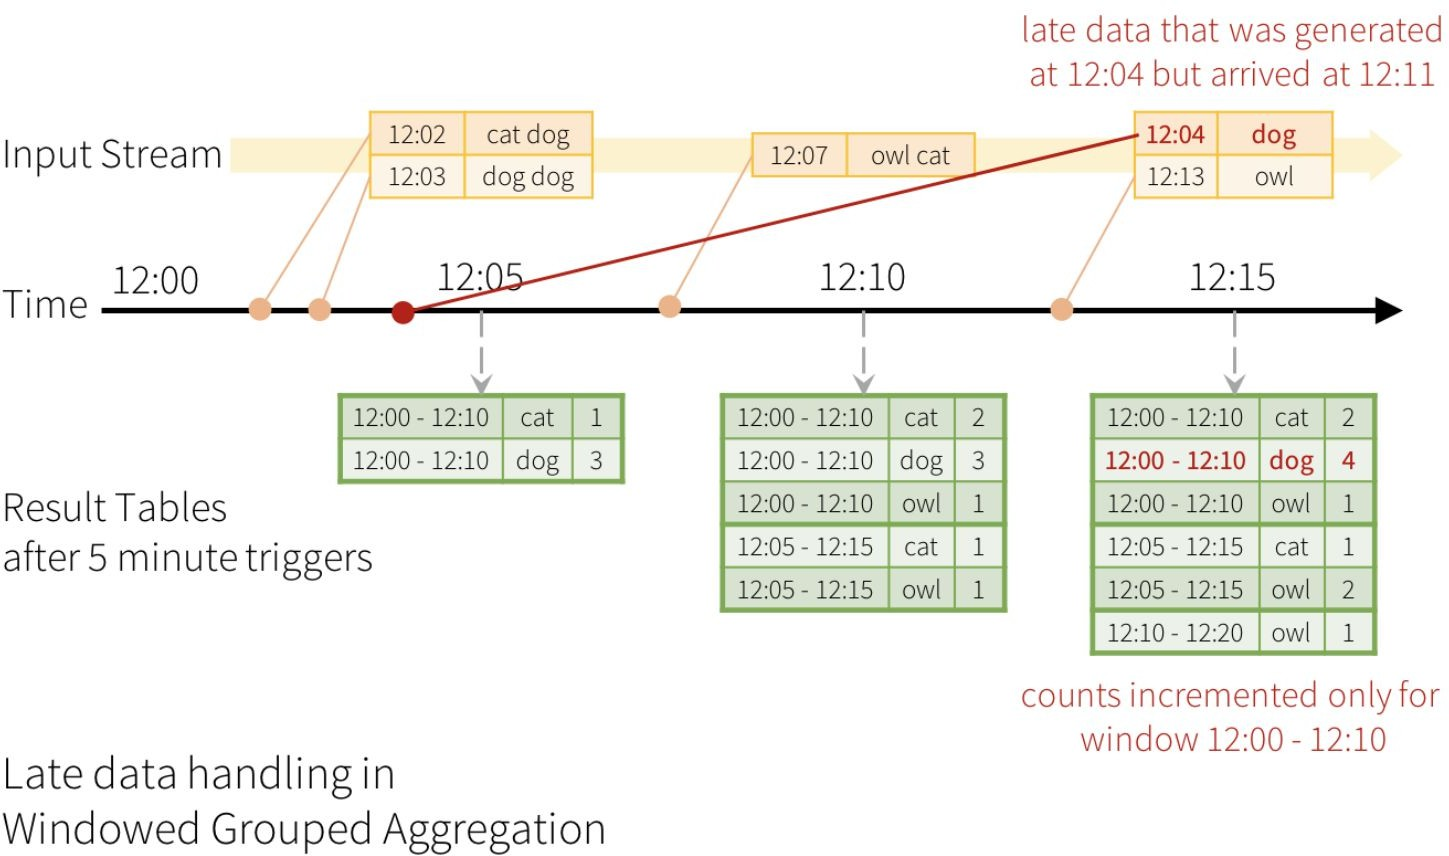 late data that was generated
at 12:04 but arrived at 12:11
Input Stream
12:02 cat dog
12:03 dog dog
12:07 owl cat
12:04 dog
12:13 owl
Time
12:00 12:05 12:10 12:15
12:00 - 12:10 cat 1
12:00 - 12:10 dog 3
12:00 - 12:10 cat 2
12:00 - 12:10 dog 3
12:00 - 12:10 owl 1
12:05 - 12:15 cat 1
12:05 - 12:15 owl 1
12:00 - 12:10 cat 2
12:00 - 12:10 dog 4
12:00 - 12:10 owl 1
12:05 - 12:15 cat 1
12:05 - 12:15 owl 2
12:10 - 12:20 owl 1
Result Tables
after 5 minute triggers
counts incremented only for
window 12:00 - 12:10
Late data handling in
Windowed Grouped Aggregation